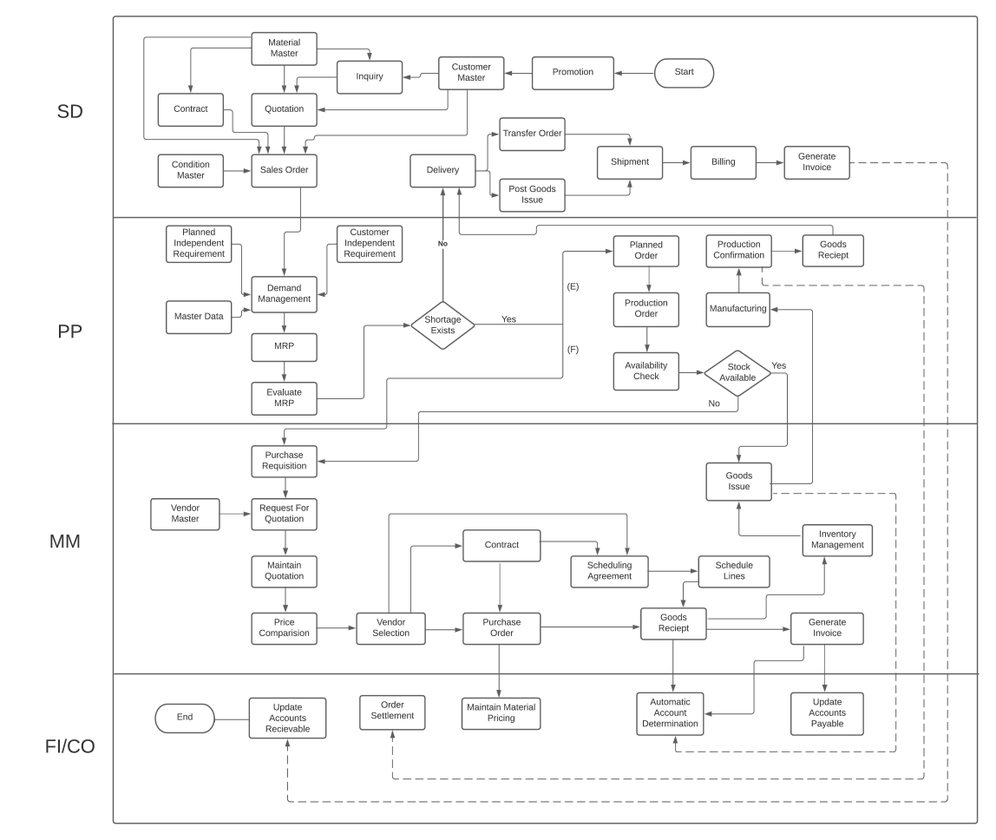 SD
Material
Master
Inquiry
Customer
Master
Promotion
Start
Contract
Quotation
Transfer Order
Condition
Master
Sales Order
Delivery
Shipment
Billing
Generate
Invoice
Post Goods
Issue
PP
Planned
Independent
Requirement
Customer
Independent
Requirement
No
Planned
Order
Production
Confirmation
Goods
Reciept
Demand
Management
(E)
Master Data
Shortage
Exists
Yes
Production
Order
Manufacturing
MRP
(F)
Availability
Check
Stock
Available
Yes
Evaluate
MRP
No
MM
Purchase
Requisition
Goods
Issue
Vendor
Master
Request For
Quotation
Contract
Inventory
Management
Maintain
Quotation
Scheduling
Agreement
Schedule
Lines
Price
Comparision
Vendor
Selection
Purchase
Order
Goods
Reciept
Generate
Invoice
FI/CO
End
Update
Accounts
Recievable
Order
Settlement
Maintain Material
Pricing
Automatic
Account
Determination
Update
Accounts
Payable